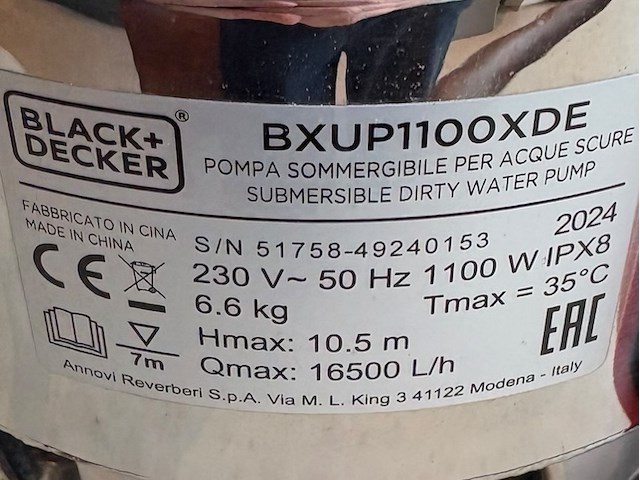 BLACK+
DECKER®
BXUP1100XDE
POMPA SOMMERGIBILE PER ACQUE SCURE
SUBMERSIBLE DIRTY WATER PUMP
FABBRICATO IN CINA
MADE IN CHINA
S/N 51758-49240153
2024
CE
230 V~ 50 Hz 1100 W IPX8
6.6 kg
Tmax = 35°C
Hmax: 10.5 m
EAC
7m
Qmax: 16500 L/h
Annovi Reverberi S.p.A. Via M. L. King 3 41122 Modena - Italy